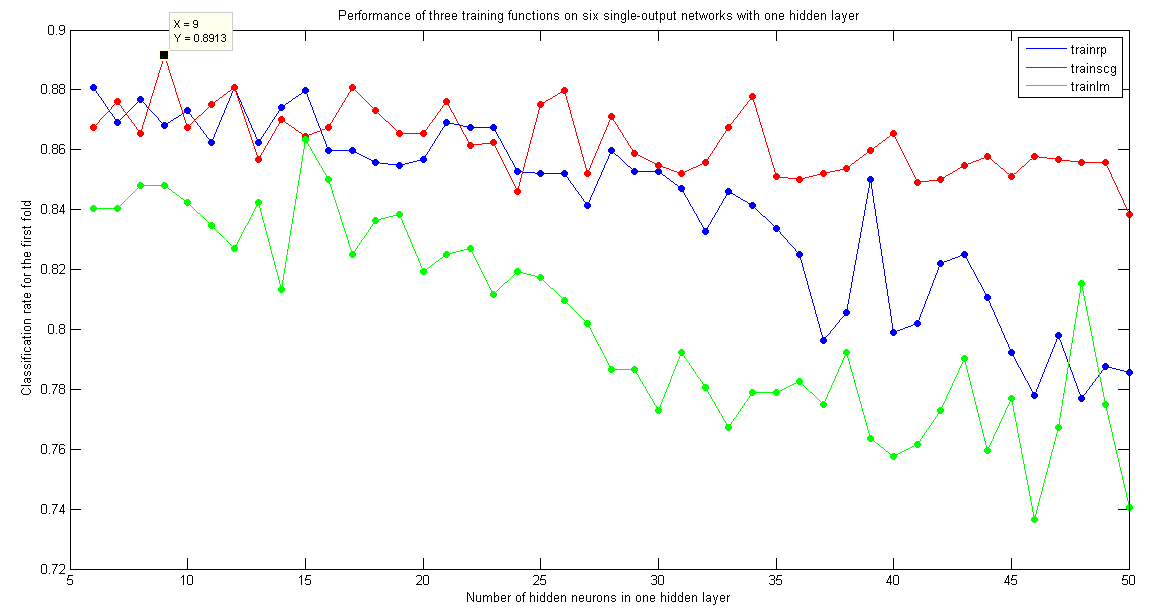 Performance of three training functions on six single-output networks with one hidden layer
X = 9
Y = 0.8913
trainrp
trainscg
trainlm
0.9
0.88
0.86
0.84
0.82
0.8
0.78
0.76
0.74
0.72
Classification rate for the first fold
5 10 15 20 25 30 35 40 45 50
Number of hidden neurons in one hidden layer